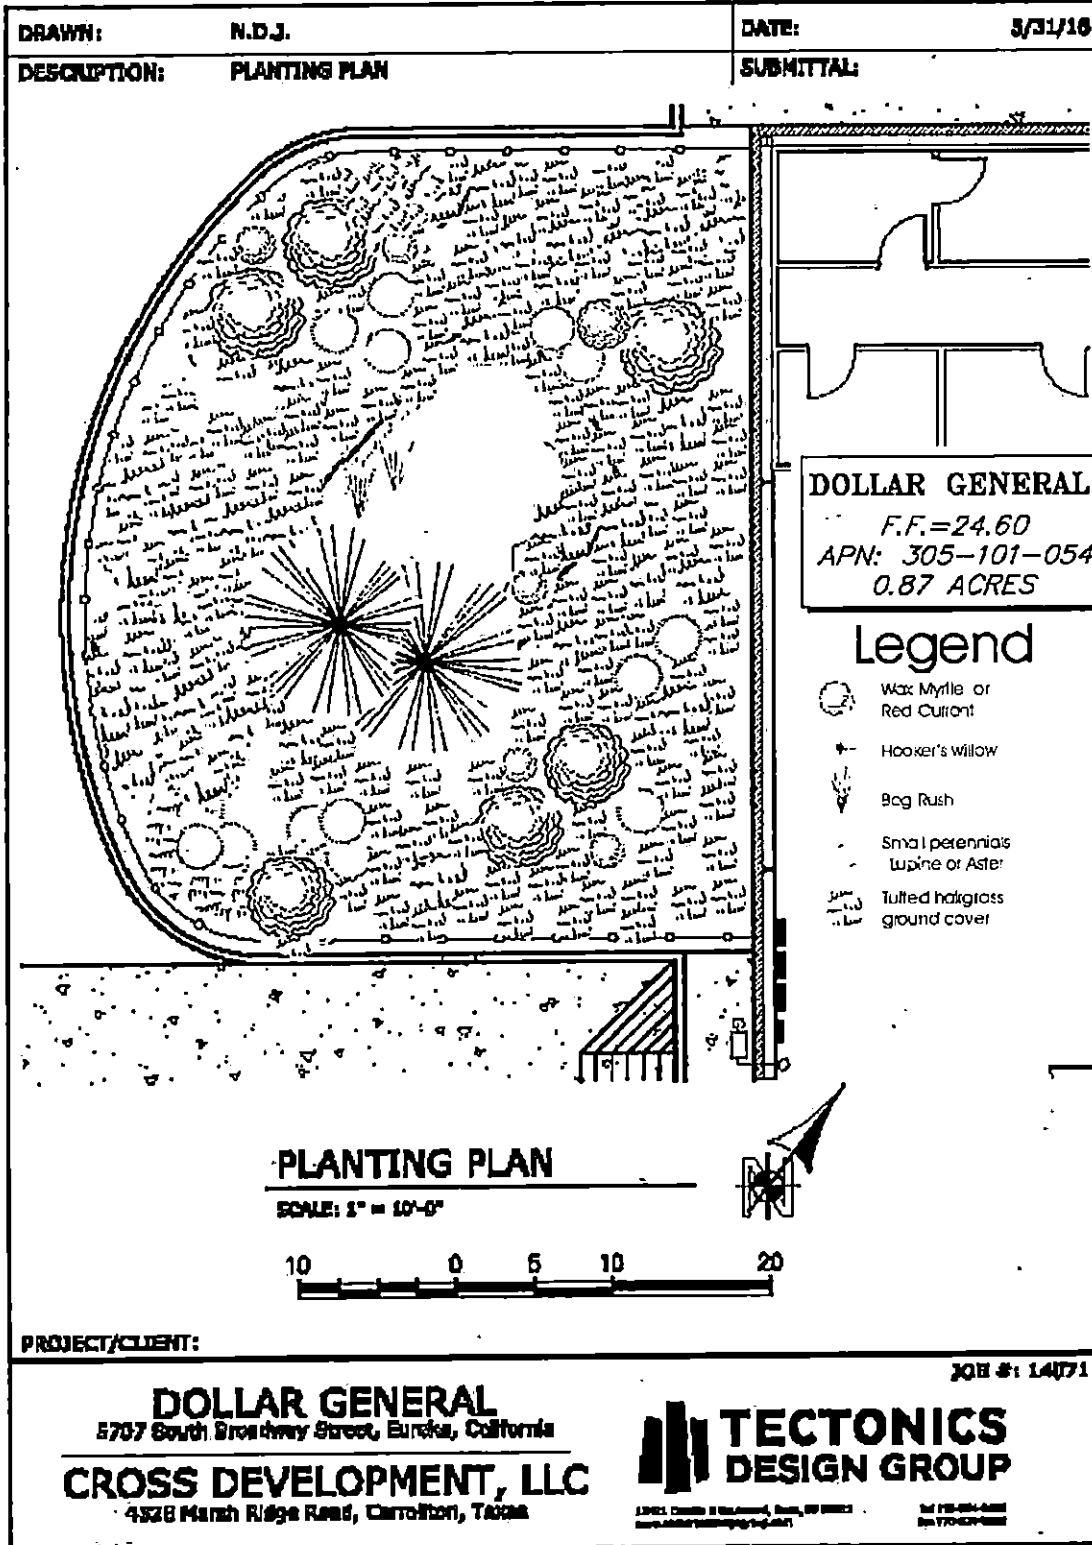 DRAWN: N.D.J. DATE: 3/31/16
DESCRIPTION: PLANTING PLAN SUBMITTAL:
DOLLAR GENERAL
F.F.=24.60
APN: 305-101-054
0.87 ACRES
Legend
Wax Myrtle or
Red Currant
Hooker's willow
Bog Rush
Small perennials
Lupine or Aster
Tufted hairgrass
ground cover
PLANTING PLAN
SCALE: 1" = 10'-0"
10 0 5 10 20
PROJECT/CLIENT:
JOB #: 14071
DOLLAR GENERAL
5707 South Broadway Street, Eureka, California
CROSS DEVELOPMENT, LLC
4328 Marsh Ridge Road, Carrollton, Texas
TECTONICS
DESIGN GROUP